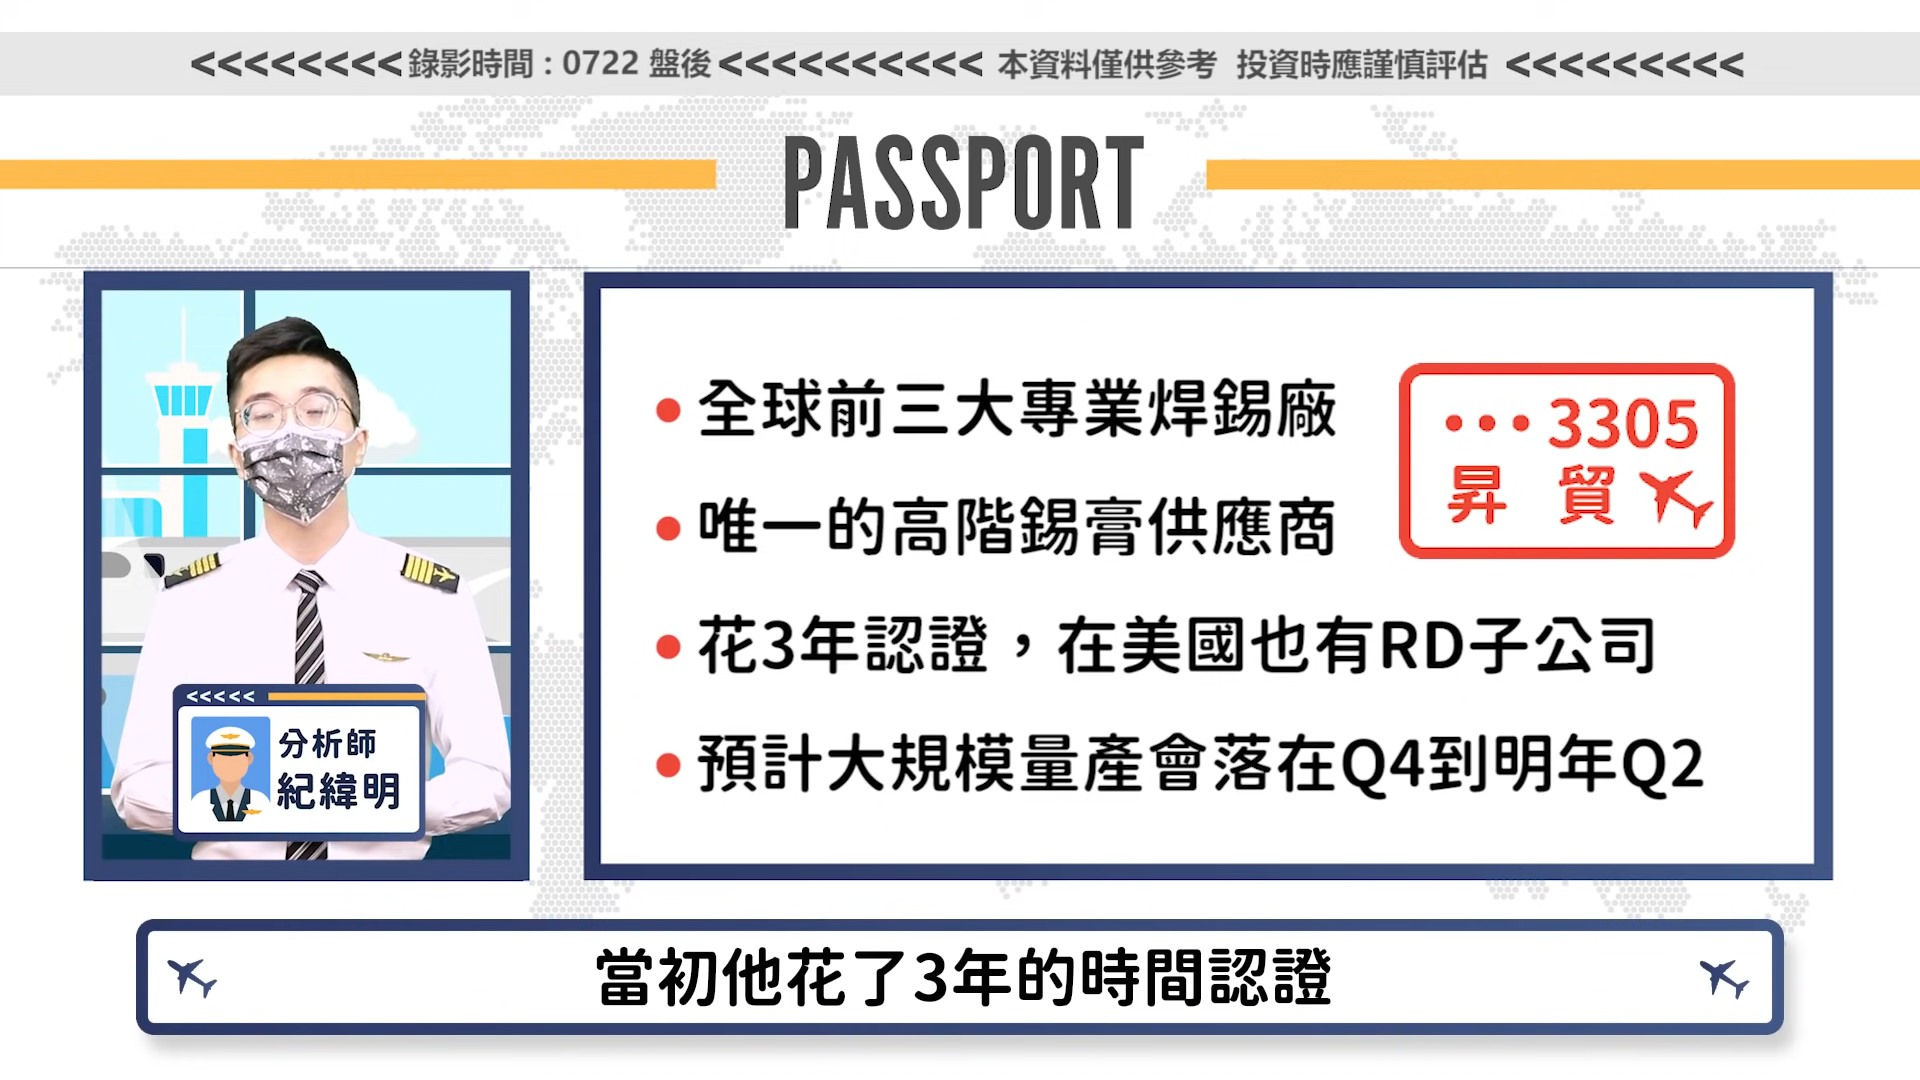 <<<<<<<<錄影時間：0722 盤後<<<<<<<<<< 本資料僅供參考 投資時應謹慎評估 <<<<<<<<<
PASSPORT
全球前三大專業焊錫廠
唯一的高階錫膏供應商
花3年認證，在美國也有RD子公司
預計大規模量產會落在Q4到明年Q2
•••3305
昇 貿
<<<<<
分析師
紀緯明
當初他花了3年的時間認證